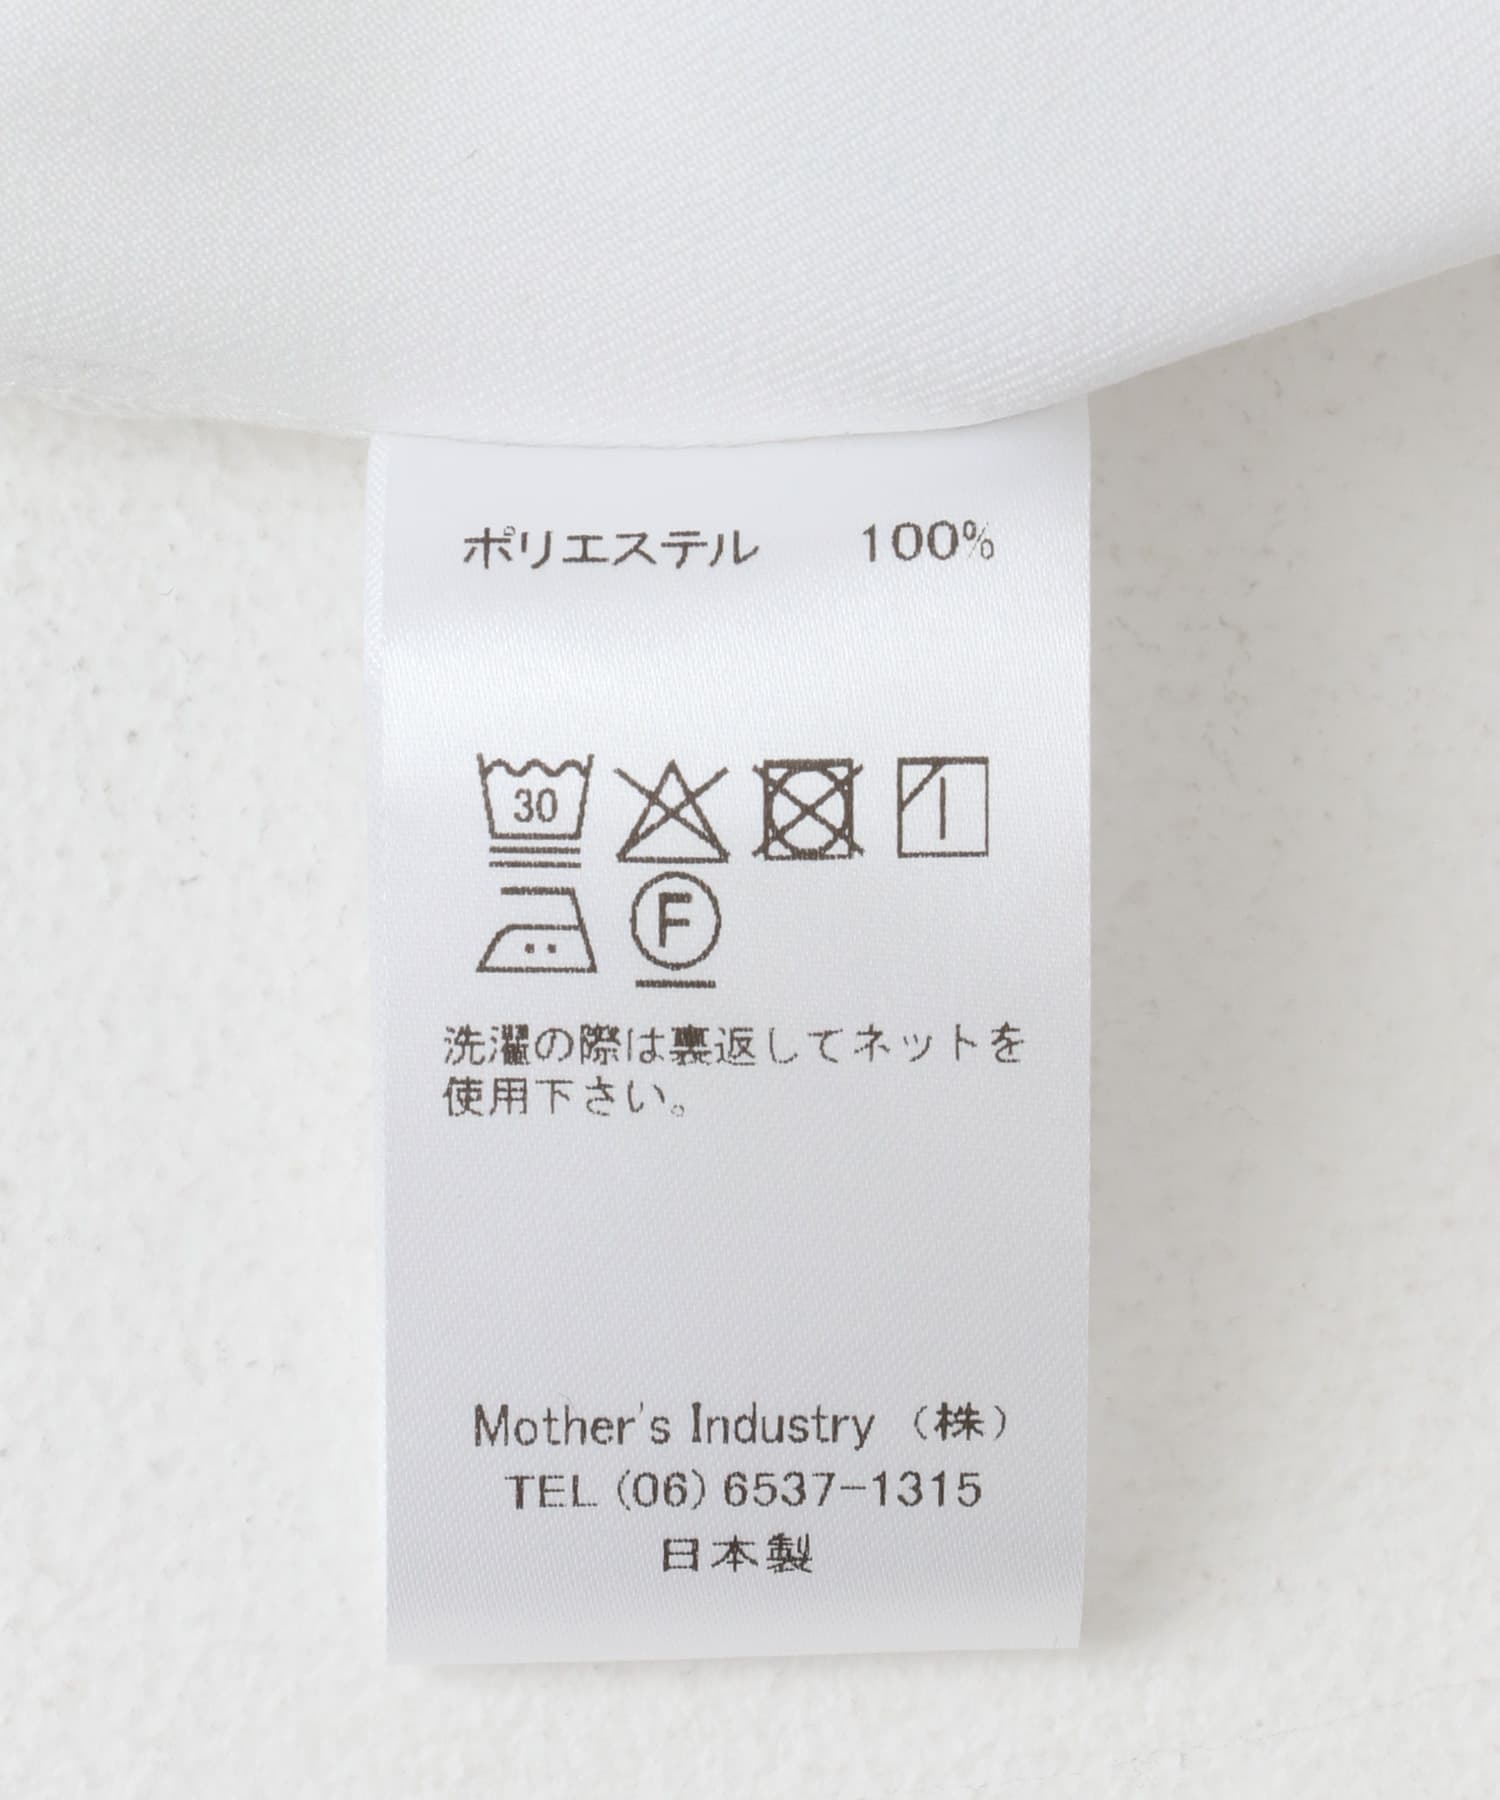 ポリエステル 100%
30
F
洗濯の際は裏返してネットを
使用下さい。
Mother's Industry （株）
TEL (06) 6537-1315
日本製